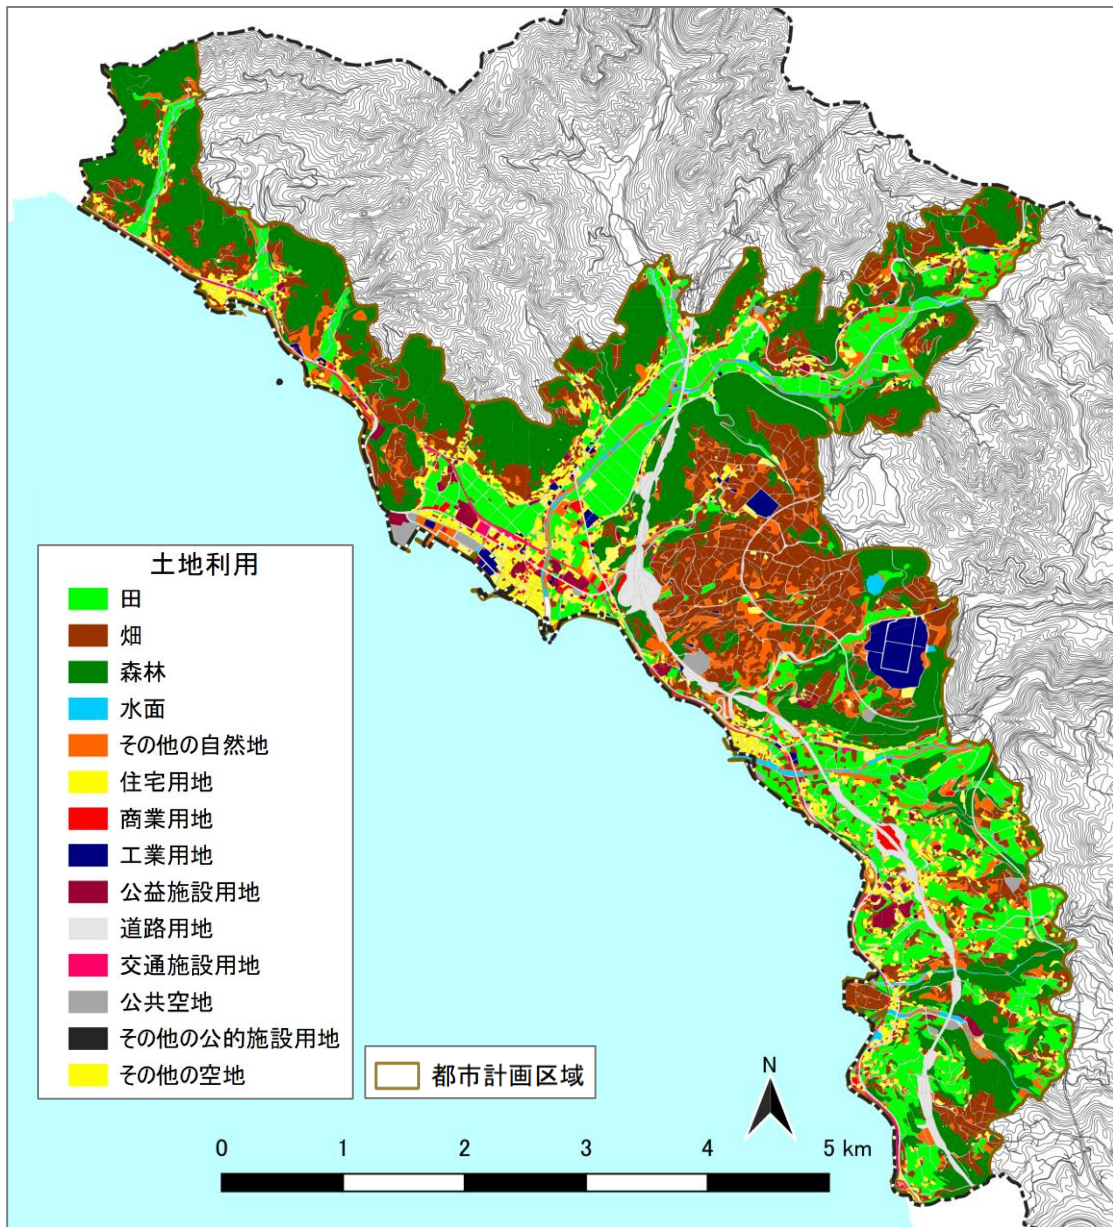 土地利用
田
畑
森林
水面
その他の自然地
住宅用地
商業用地
工業用地
公益施設用地
道路用地
交通施設用地
公共空地
その他の公的施設用地
その他の空地
都市計画区域
N
0 1 2 3 4 5 km